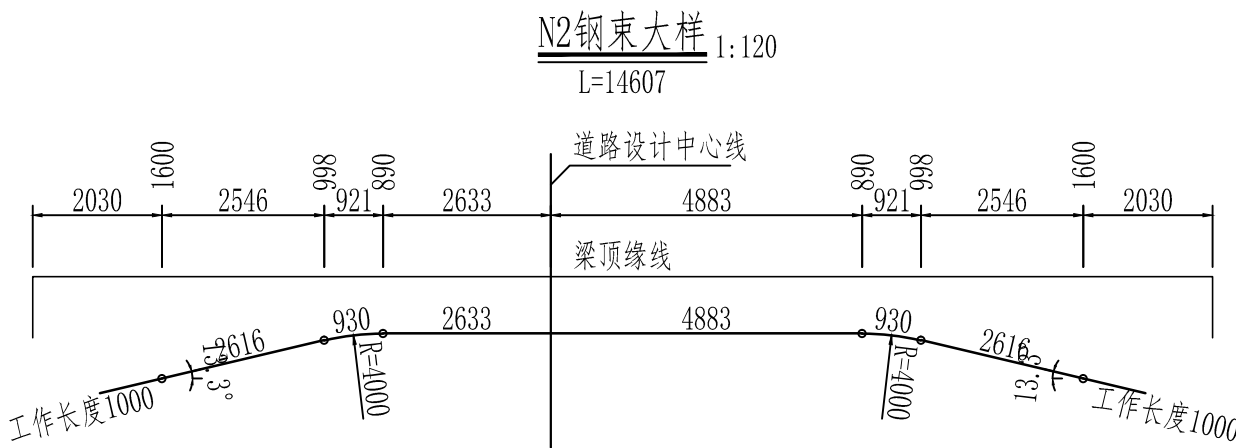 N2钢束大样 1:120
L=14607
道路设计中心线
1600 998 890 890 998 1600
2030 2546 921 2633 4883 921 2546 2030
梁顶缘线
2616 930 2633 4883 930 2616
13.3° R=4000 R=4000 13.3
工作长度1000 工作长度1000